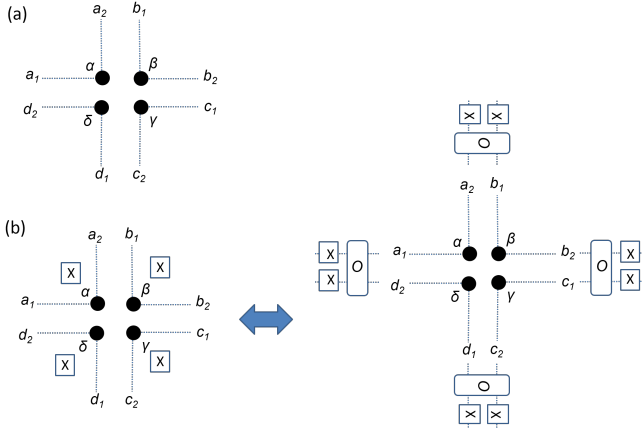 (a)
a₂ b₁
α β
a₁ b₂
d₂ c₁
δ γ
d₁ c₂
(b)
a₂ b₁
X X
α β
a₁ b₂
d₂ c₁
δ γ
X X
d₁ c₂
X X
O
a₂ b₁
α β
X a₁ b₂ X
O O
X d₂ c₁ X
δ γ
d₁ c₂
O
X X